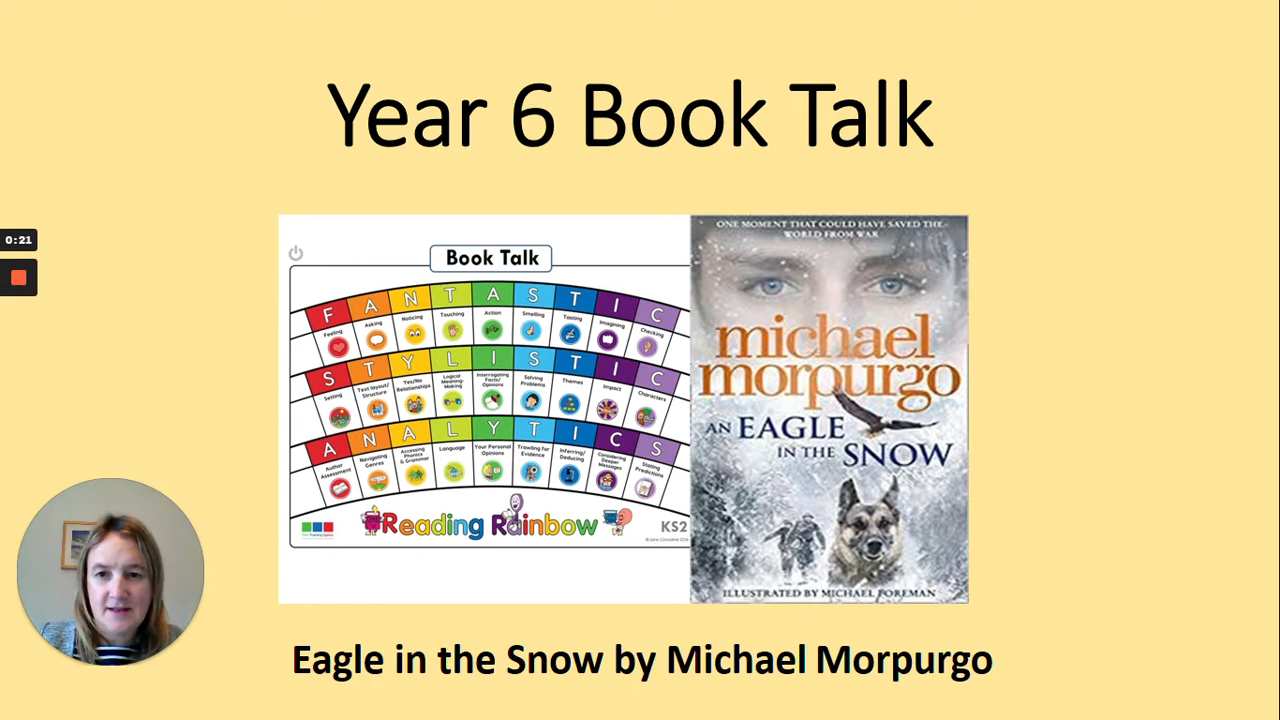 Year 6 Book Talk
0:21
Book Talk
F A N T A S T I C
Feeling
Asking
Noticing
Touching
Action
Smelling
Tasting
Imagining
Checking
S T Y L I S T I C
Setting
Text layout/
Structure
Yes/No
Relationships
Logical
Meaning-
Making
Interrogating
Facts/
Opinions
Solving
Problems
Themes
Impact
Characters
A N A L Y T I C S
Author
Assessment
Navigating
Genres
Accessing
Phonics
& Grammar
Language
Your Personal
Opinions
Trawling for
Evidence
Inferring/
Deducing
Considering
Deeper
Messages
Stating
Predictions
Reading Rainbow
KS2
ONE MOMENT THAT COULD HAVE SAVED THE
WORLD FROM WAR
michael
morpurgo
AN EAGLE
IN THE SNOW
ILLUSTRATED BY MICHAEL FOREMAN
Eagle in the Snow by Michael Morpurgo